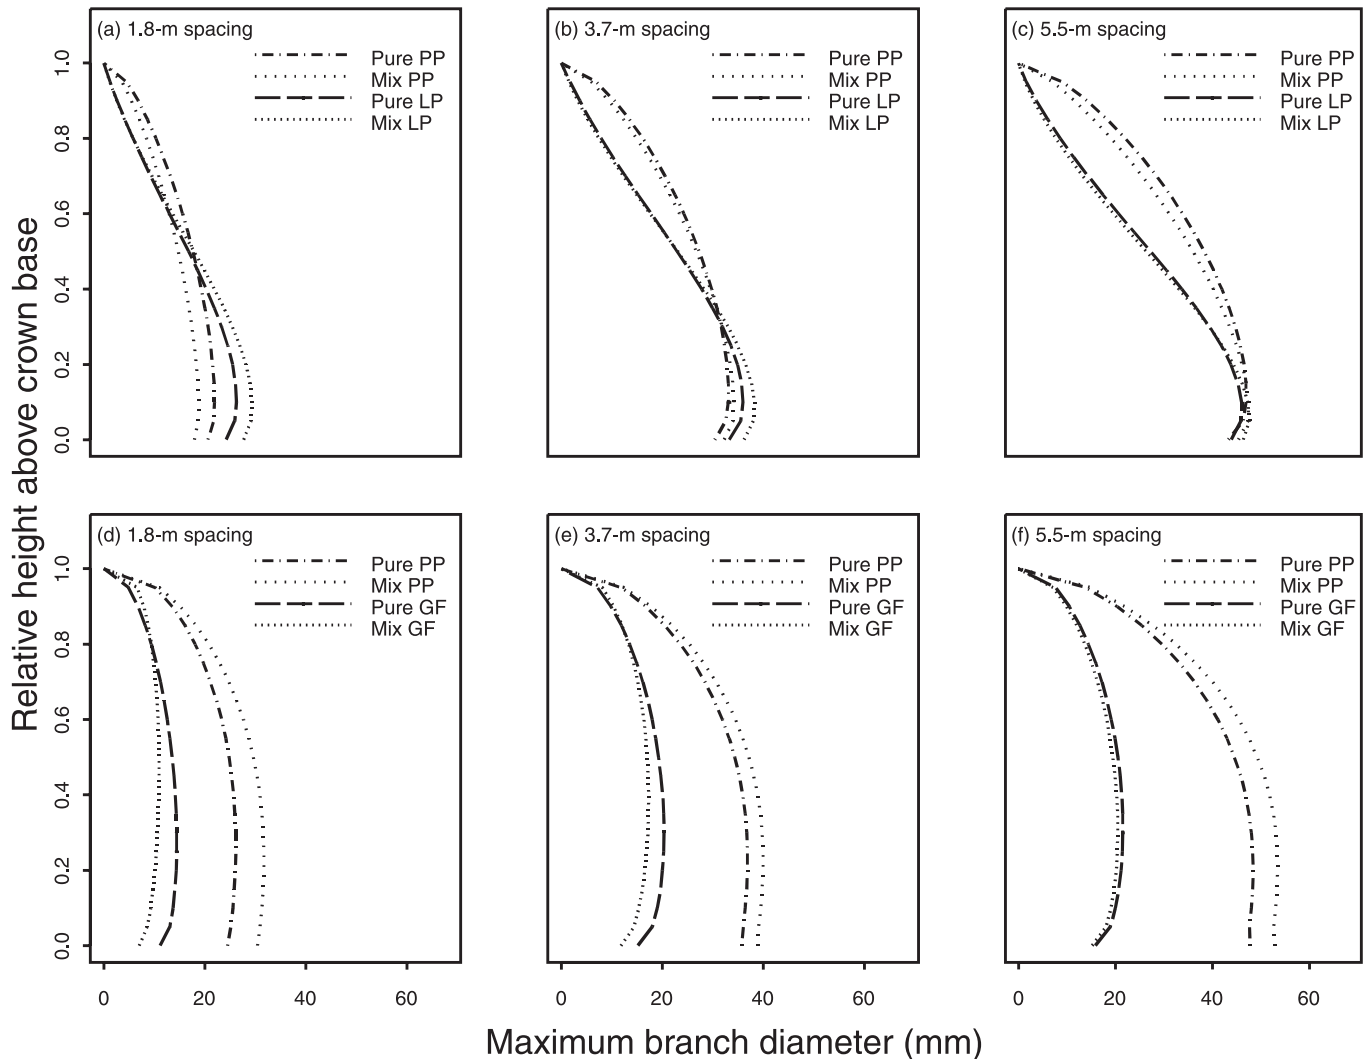 (a) 1.8-m spacing
Pure PP
Mix PP
Pure LP
Mix LP
(b) 3.7-m spacing
Pure PP
Mix PP
Pure LP
Mix LP
(c) 5.5-m spacing
Pure PP
Mix PP
Pure LP
Mix LP
1.0
0.8
0.6
0.4
0.2
0.0
Relative height above crown base
(d) 1.8-m spacing
Pure PP
Mix PP
Pure GF
Mix GF
(e) 3.7-m spacing
Pure PP
Mix PP
Pure GF
Mix GF
(f) 5.5-m spacing
Pure PP
Mix PP
Pure GF
Mix GF
1.0
0.8
0.6
0.4
0.2
0.0
0 20 40 60
0 20 40 60
0 20 40 60
Maximum branch diameter (mm)